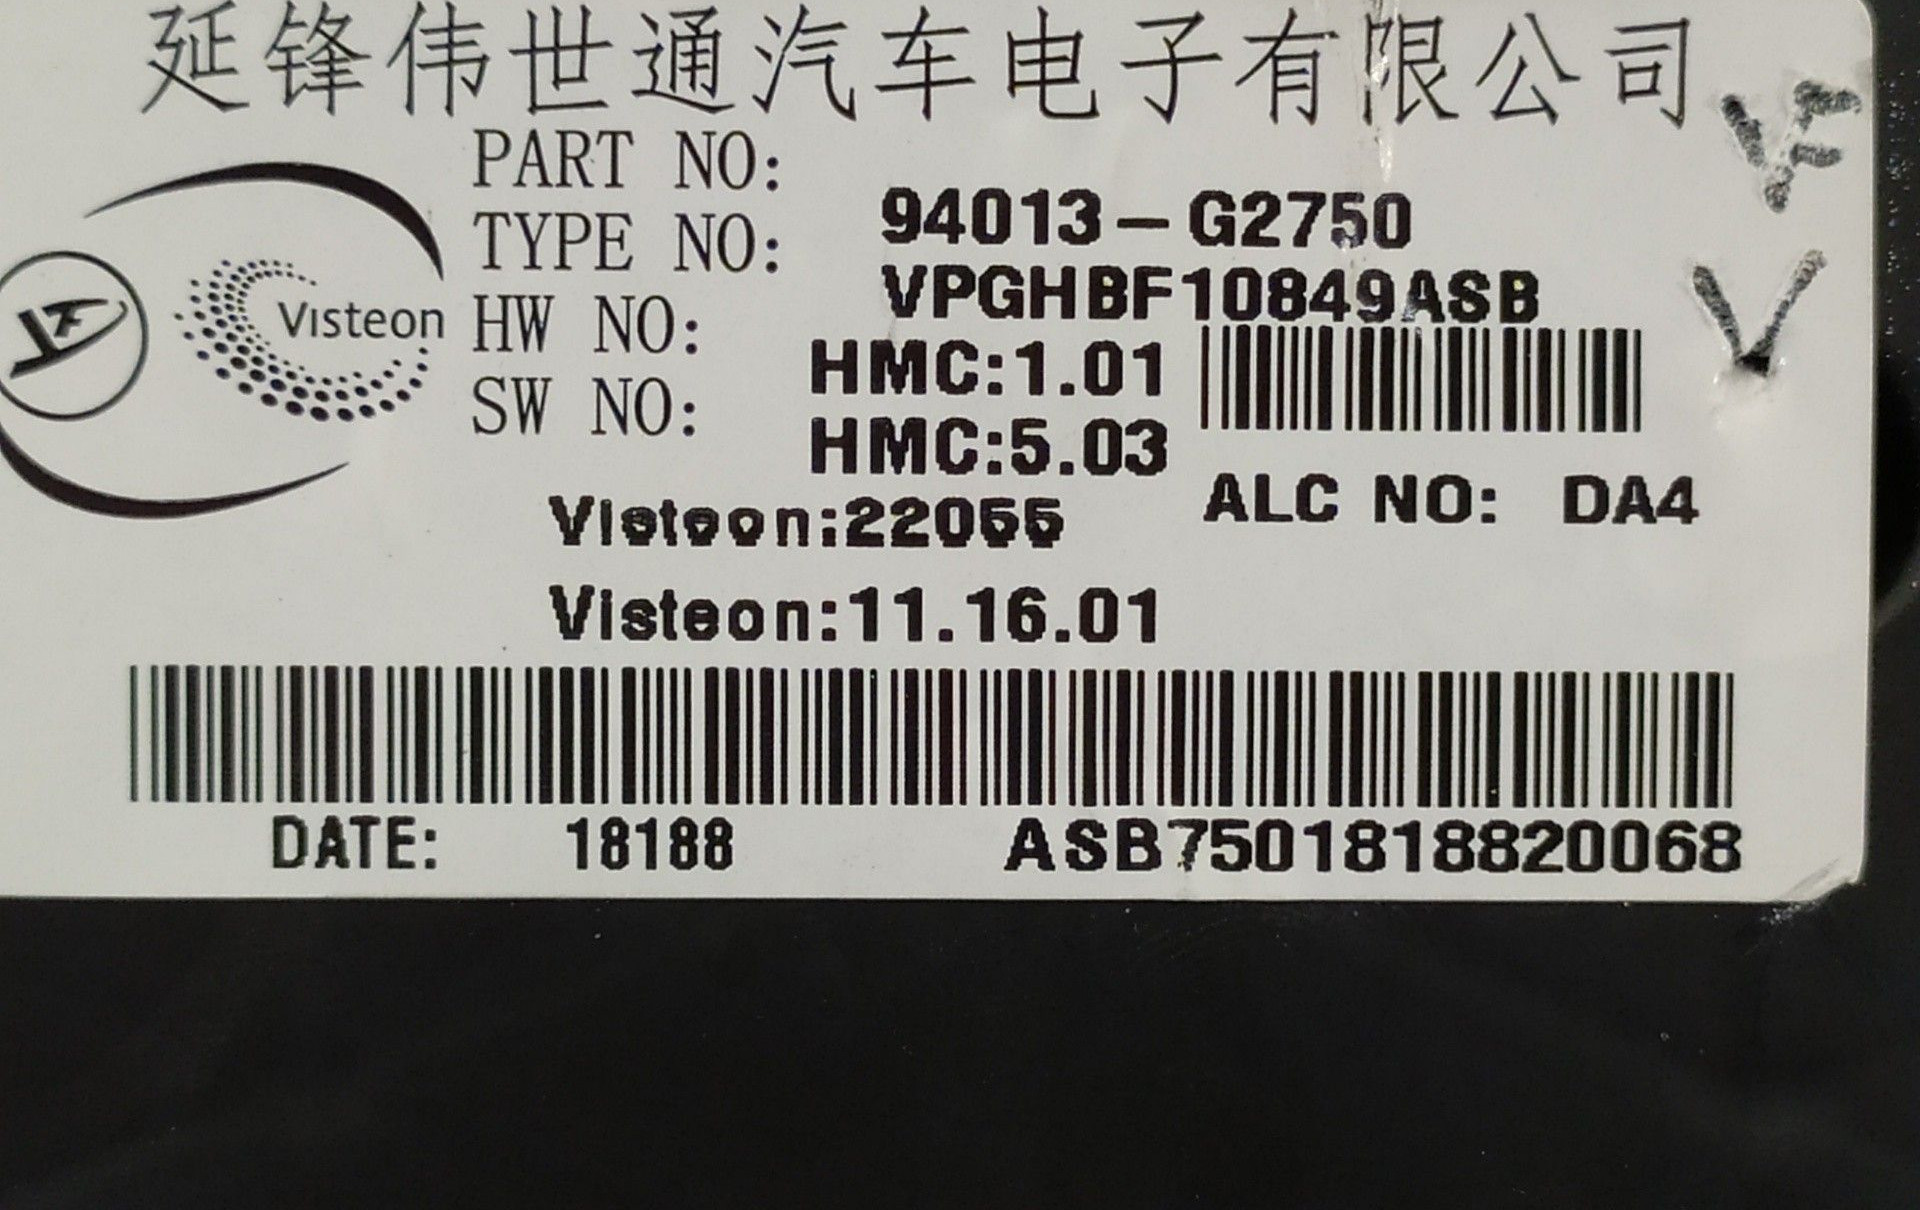 延锋伟世通汽车电子有限公司
VF
PART NO:
94013-G2750
TYPE NO:
VPGHBF10849ASB
V
YF
Visteon
HW NO:
HMC:1.01
SW NO:
HMC:5.03
ALC NO: DA4
Visteon:22055
Visteon:11.16.01
DATE: 18188 ASB7501818820068